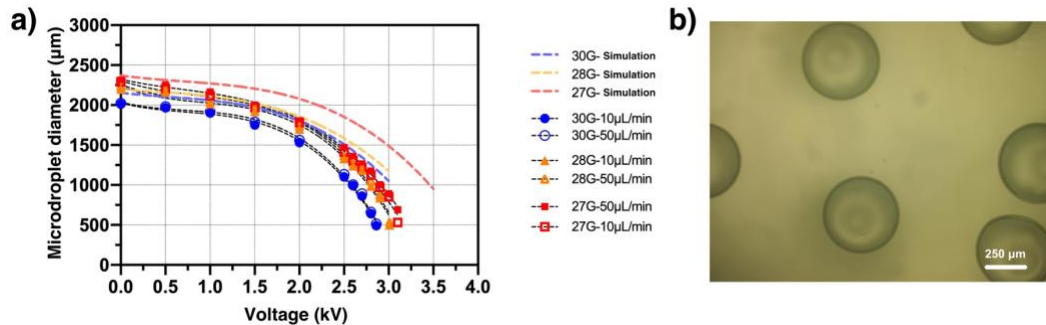 a)
Microdroplet diameter (µm)
3000
2500
2000
1500
1000
500
0
0.0 0.5 1.0 1.5 2.0 2.5 3.0 3.5 4.0
Voltage (kV)
30G- Simulation
28G- Simulation
27G- Simulation
30G-10µL/min
30G-50µL/min
28G-10µL/min
28G-50µL/min
27G-50µL/min
27G-10µL/min
b)
250 µm